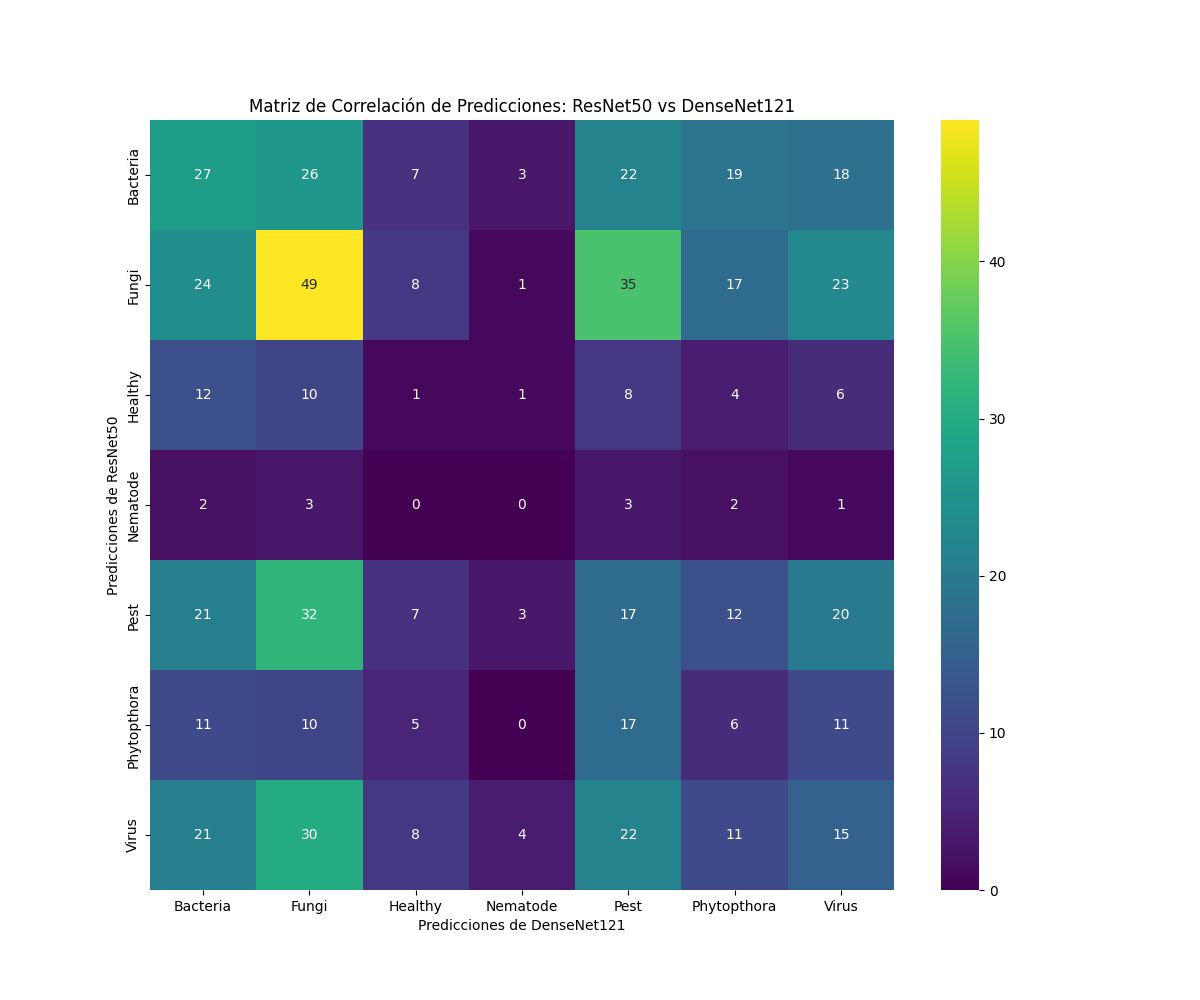 Matriz de Correlación de Predicciones: ResNet50 vs DenseNet121
Predicciones de ResNet50
Bacteria 27 26 7 3 22 19 18
Fungi 24 49 8 1 35 17 23
Healthy 12 10 1 1 8 4 6
Nematode 2 3 0 0 3 2 1
Pest 21 32 7 3 17 12 20
Phytopthora 11 10 5 0 17 6 11
Virus 21 30 8 4 22 11 15
Bacteria Fungi Healthy Nematode Pest Phytopthora Virus
Predicciones de DenseNet121
40
30
20
10
0